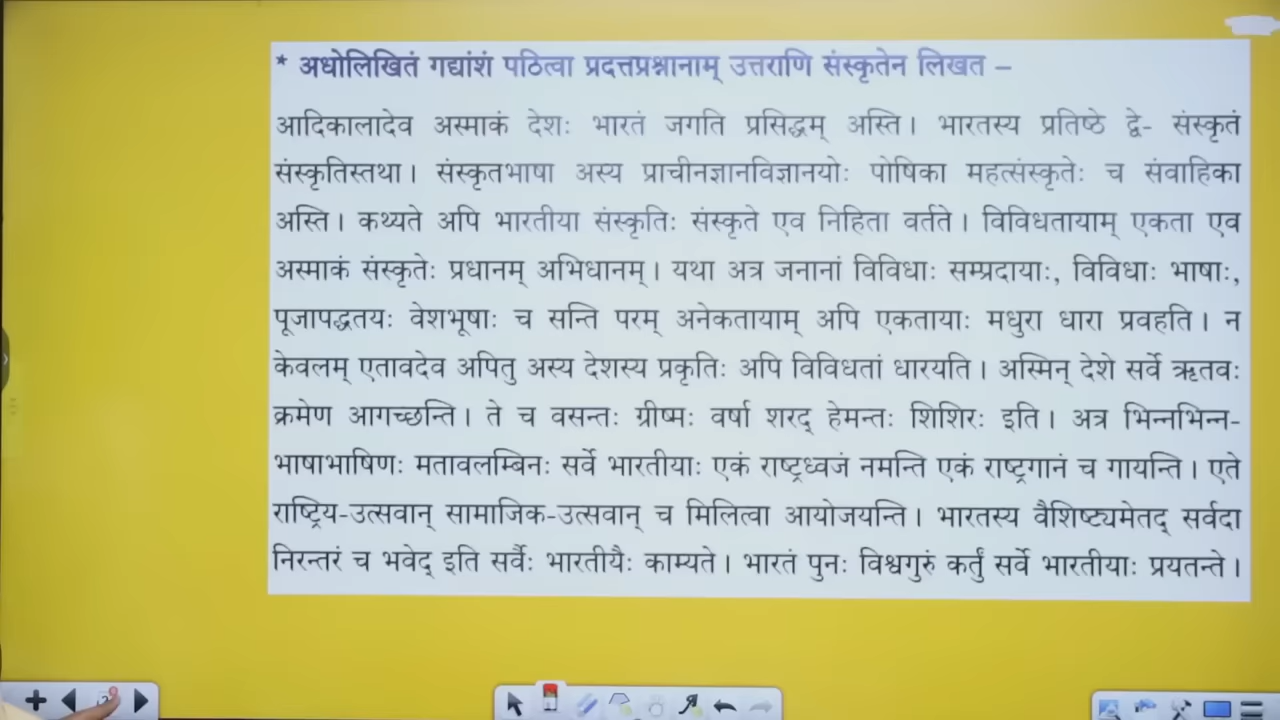 * अधोलिखितं गद्यांशं पठित्वा प्रदत्तप्रश्नानाम् उत्तराणि संस्कृतेन लिखत –
आदिकालादेव अस्माकं देशः भारतं जगति प्रसिद्धम् अस्ति। भारतस्य प्रतिष्ठे द्वे- संस्कृतं
संस्कृतिस्तथा। संस्कृतभाषा अस्य प्राचीनज्ञानविज्ञानयोः पोषिका महत्संस्कृतेः च संवाहिका
अस्ति। कथ्यते अपि भारतीया संस्कृतिः संस्कृते एव निहिता वर्तते। विविधतायाम् एकता एव
अस्माकं संस्कृतेः प्रधानम् अभिधानम्। यथा अत्र जनानां विविधाः सम्प्रदायाः, विविधाः भाषाः,
पूजापद्धतयः वेशभूषाः च सन्ति परम् अनेकतायाम् अपि एकतायाः मधुरा धारा प्रवहति। न
केवलम् एतावदेव अपितु अस्य देशस्य प्रकृतिः अपि विविधतां धारयति। अस्मिन् देशे सर्वे ऋतवः
क्रमेण आगच्छन्ति। ते च वसन्तः ग्रीष्मः वर्षा शरद् हेमन्तः शिशिरः इति। अत्र भिन्नभिन्न-
भाषाभाषिणः मतावलम्बिनः सर्वे भारतीयाः एकं राष्ट्रध्वजं नमन्ति एकं राष्ट्रगानं च गायन्ति। एते
राष्ट्रिय-उत्सवान् सामाजिक-उत्सवान् च मिलित्वा आयोजयन्ति। भारतस्य वैशिष्ट्यमेतद् सर्वदा
निरन्तरं च भवेद् इति सर्वैः भारतीयैः काम्यते। भारतं पुनः विश्वगुरुं कर्तुं सर्वे भारतीयाः प्रयतन्ते।